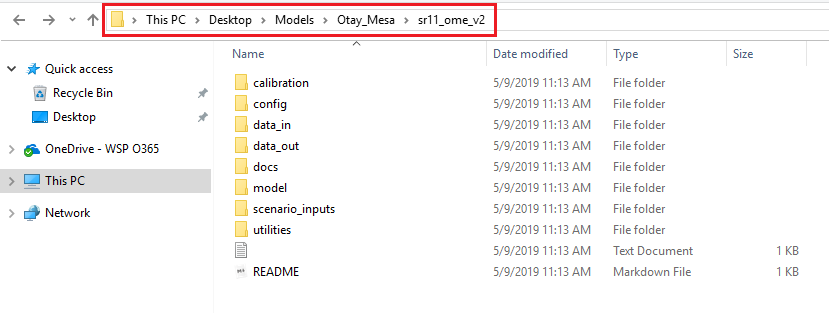 This PC > Desktop > Models > Otay_Mesa > sr11_ome_v2
Name Date modified Type Size
Quick access
Recycle Bin
Desktop
OneDrive - WSP O365
This PC
Network
calibration 5/9/2019 11:13 AM File folder
config 5/9/2019 11:13 AM File folder
data_in 5/9/2019 11:13 AM File folder
data_out 5/9/2019 11:13 AM File folder
docs 5/9/2019 11:13 AM File folder
model 5/9/2019 11:13 AM File folder
scenario_inputs 5/9/2019 11:13 AM File folder
utilities 5/9/2019 11:13 AM File folder
5/9/2019 11:13 AM Text Document 1 KB
README 5/9/2019 11:13 AM Markdown File 1 KB